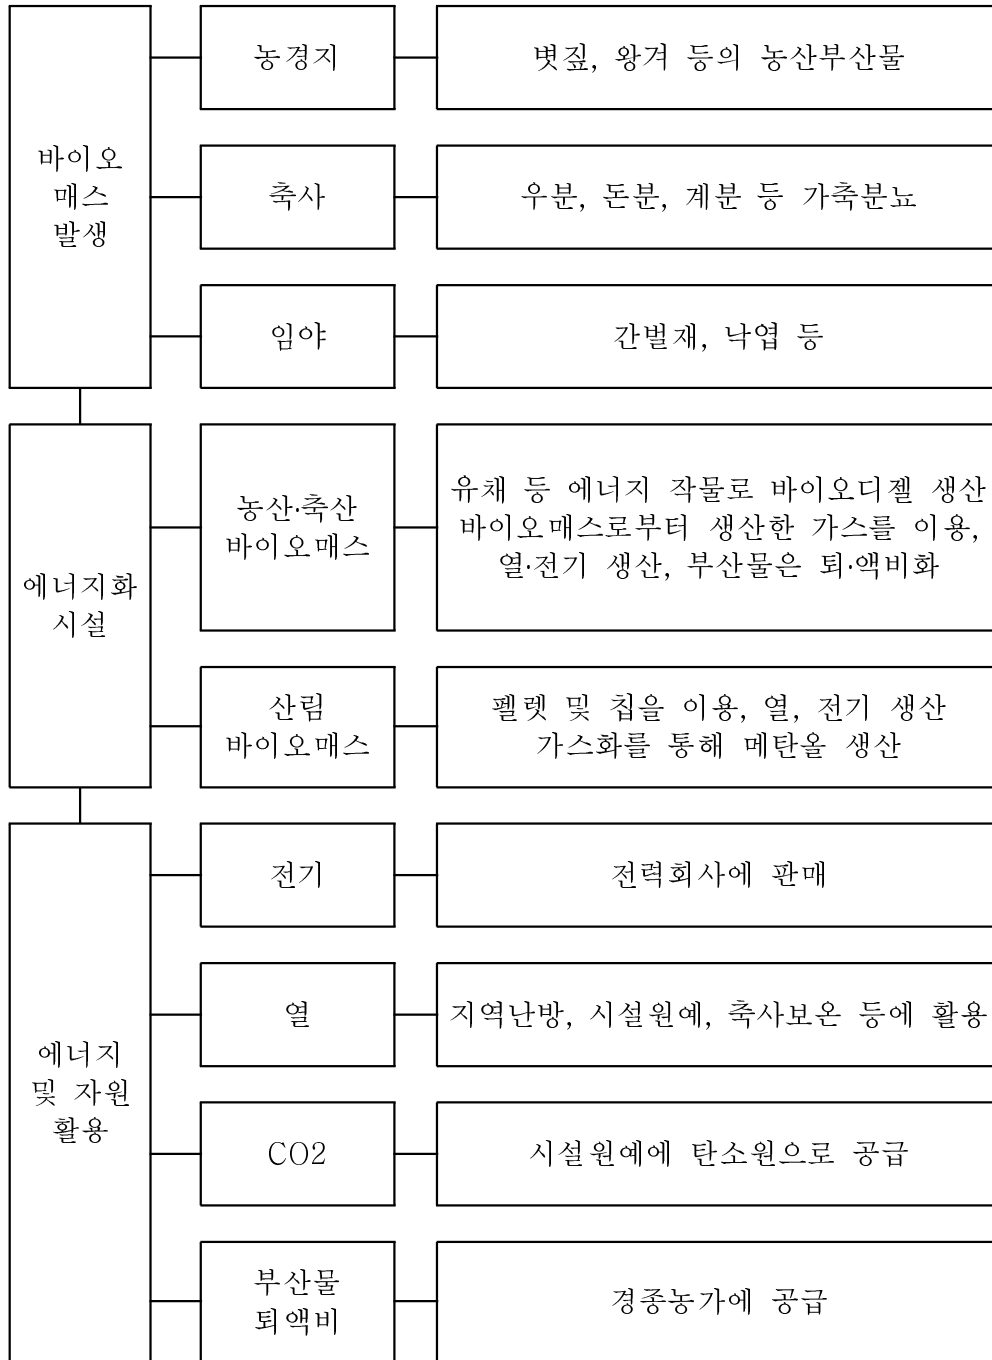 바이오
매스
발생
농경지
볏짚, 왕겨 등의 농산부산물
축사
우분, 돈분, 계분 등 가축분뇨
임야
간벌재, 낙엽 등
에너지화
시설
농산·축산
바이오매스
유채 등 에너지 작물로 바이오디젤 생산
바이오매스로부터 생산한 가스를 이용,
열·전기 생산, 부산물은 퇴·액비화
산림
바이오매스
펠렛 및 칩을 이용, 열, 전기 생산
가스화를 통해 메탄올 생산
에너지
및 자원
활용
전기
전력회사에 판매
열
지역난방, 시설원예, 축사보온 등에 활용
CO2
시설원예에 탄소원으로 공급
부산물
퇴액비
경종농가에 공급